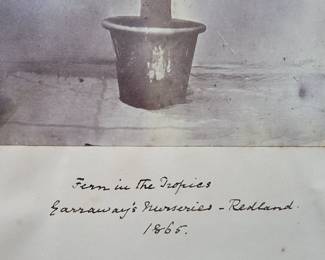 Fern in the Tropics
Garraway's Nurseries - Redland.
1865.